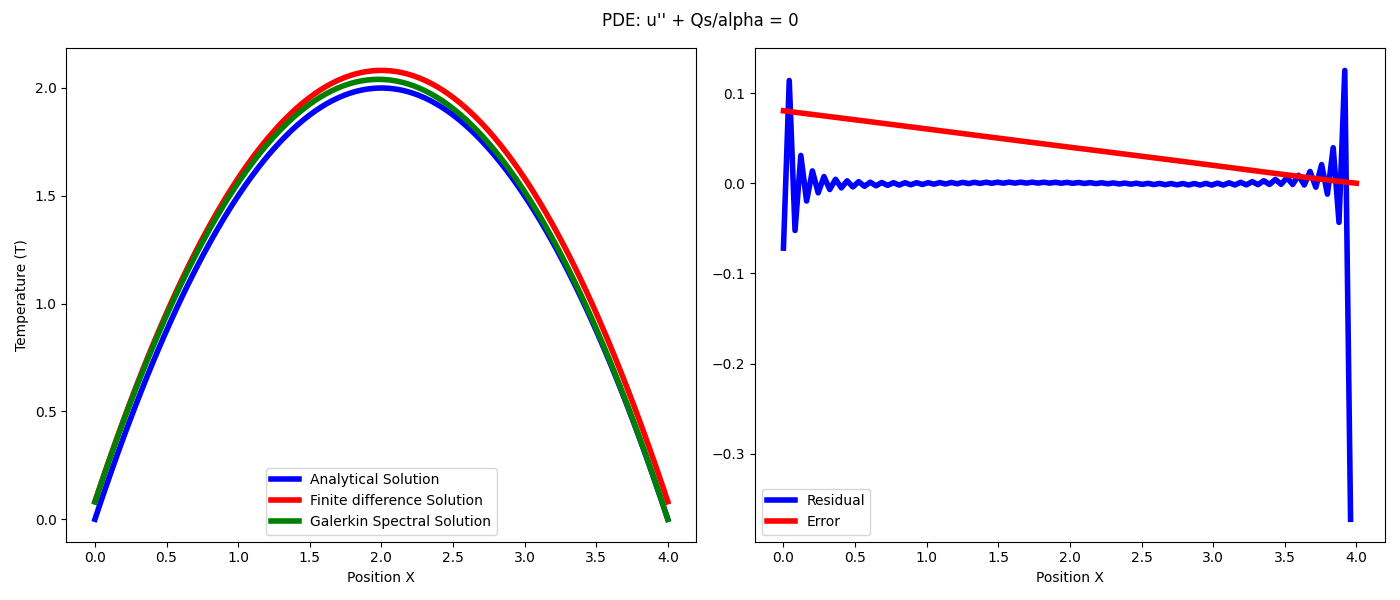 PDE: u'' + Qs/alpha = 0
Temperature (T)
2.0
1.5
1.0
0.5
0.0
Analytical Solution
Finite difference Solution
Galerkin Spectral Solution
0.0 0.5 1.0 1.5 2.0 2.5 3.0 3.5 4.0
Position X
0.1
0.0
−0.1
−0.2
−0.3
Residual
Error
0.0 0.5 1.0 1.5 2.0 2.5 3.0 3.5 4.0
Position X